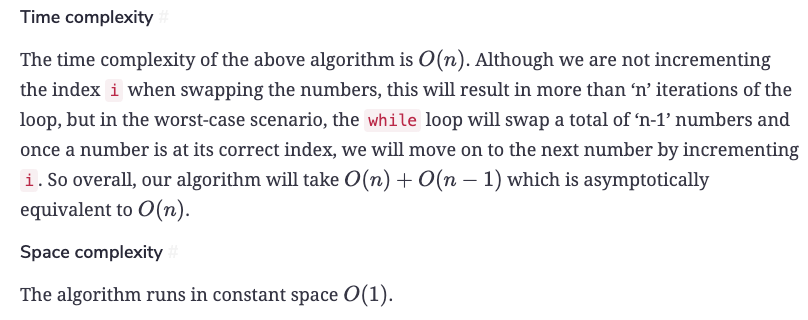 Time complexity #
The time complexity of the above algorithm is O(n). Although we are not incrementing
the index i when swapping the numbers, this will result in more than ‘n’ iterations of the
loop, but in the worst-case scenario, the while loop will swap a total of ‘n-1’ numbers and
once a number is at its correct index, we will move on to the next number by incrementing
i. So overall, our algorithm will take O(n) + O(n − 1) which is asymptotically
equivalent to O(n).
Space complexity #
The algorithm runs in constant space O(1).